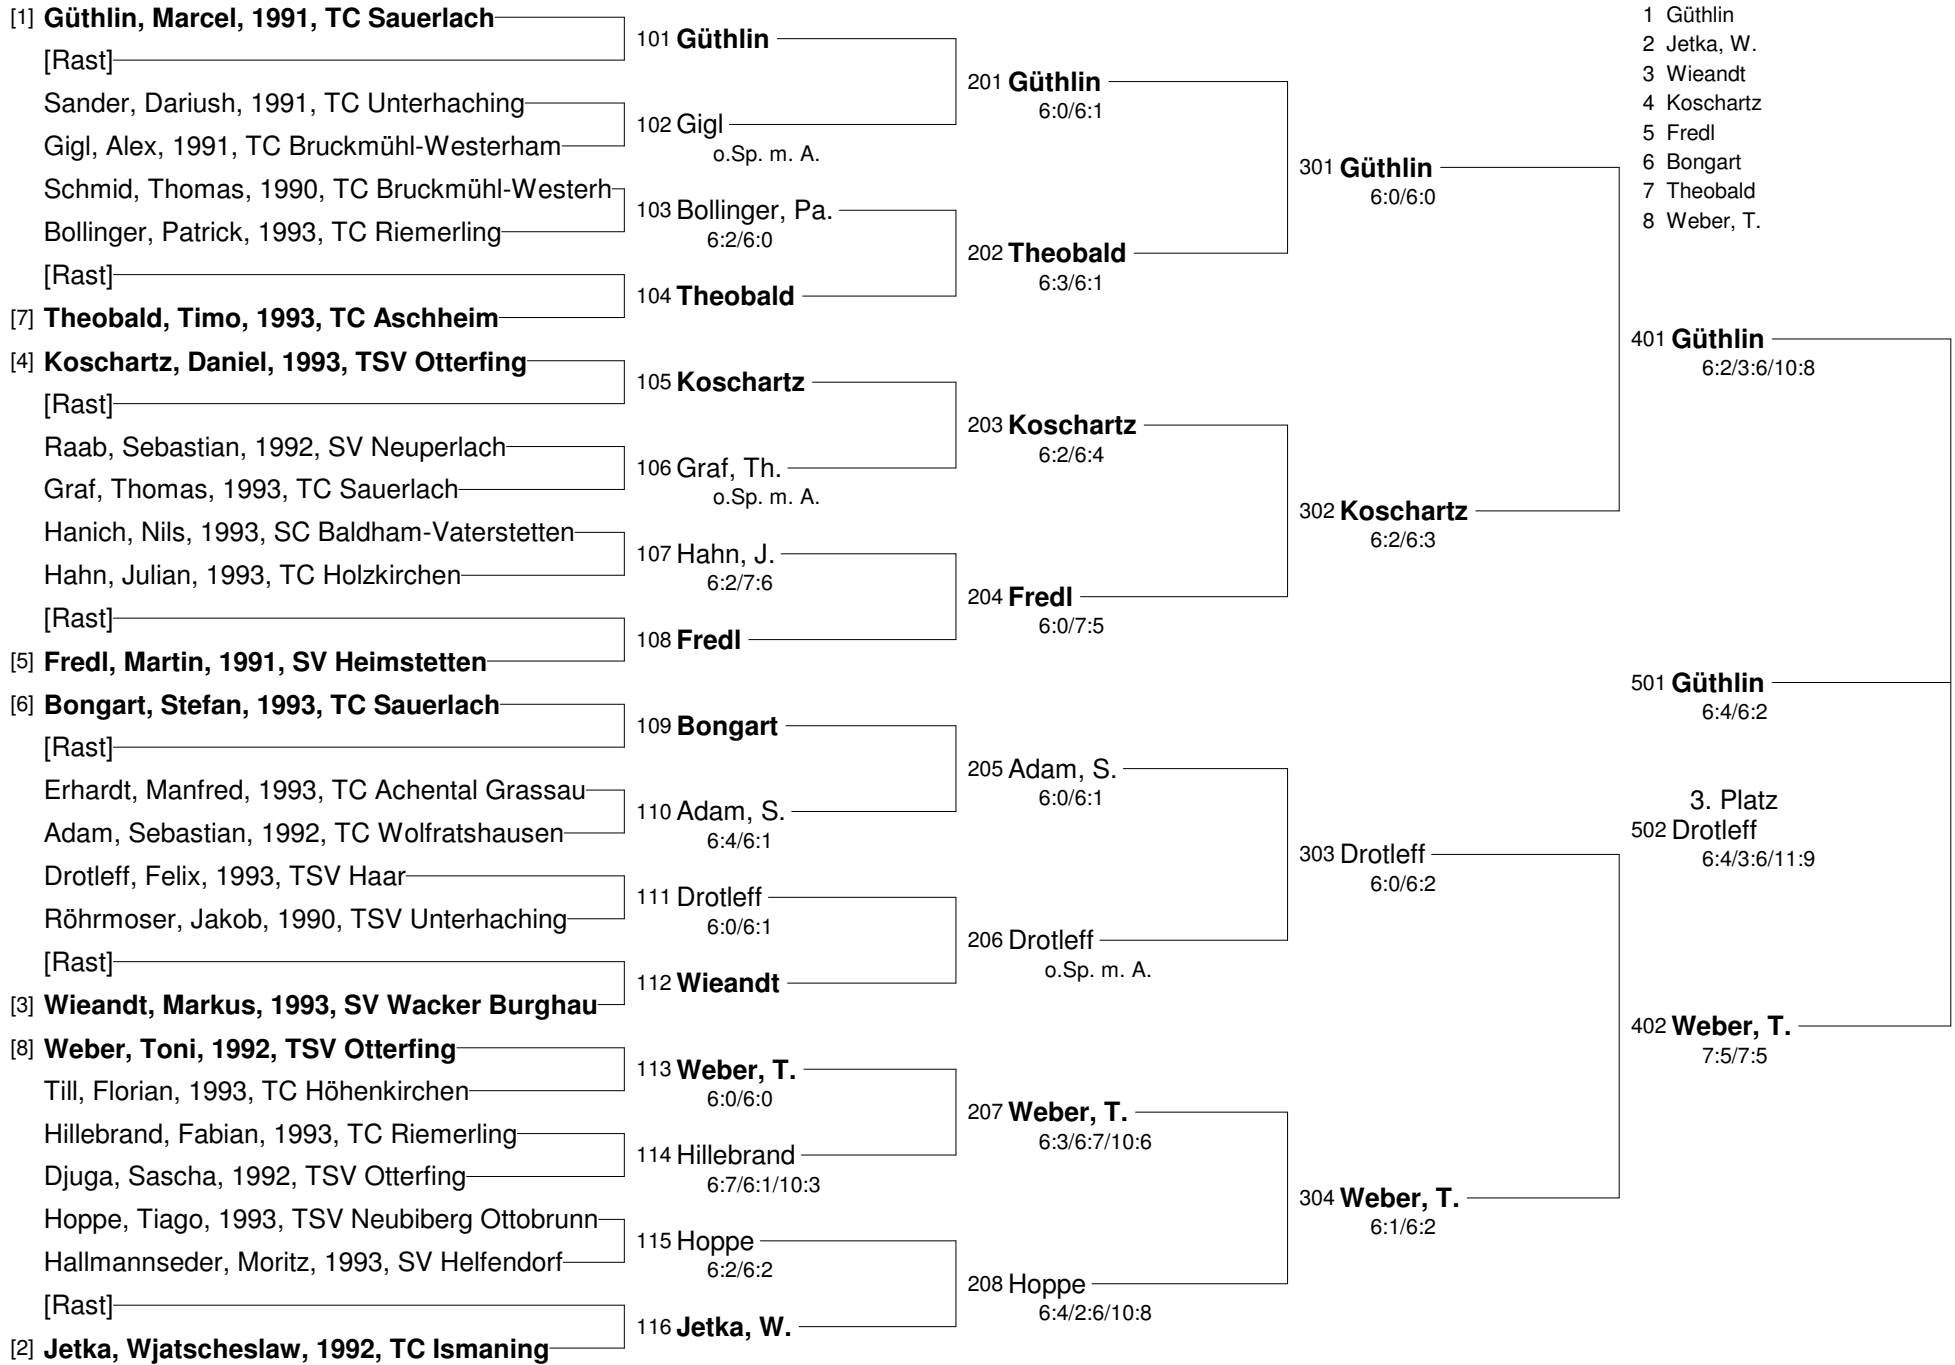 [1] Güthlin, Marcel, 1991, TC Sauerlach
[Rast]
Sander, Dariush, 1991, TC Unterhaching
Gigl, Alex, 1991, TC Bruckmühl-Westerham
Schmid, Thomas, 1990, TC Bruckmühl-Westerh
Bollinger, Patrick, 1993, TC Riemerling
[Rast]
[7] Theobald, Timo, 1993, TC Aschheim
[4] Koschartz, Daniel, 1993, TSV Otterfing
[Rast]
Raab, Sebastian, 1992, SV Neuperlach
Graf, Thomas, 1993, TC Sauerlach
Hanich, Nils, 1993, SC Baldham-Vaterstetten
Hahn, Julian, 1993, TC Holzkirchen
[Rast]
[5] Fredl, Martin, 1991, SV Heimstetten
[6] Bongart, Stefan, 1993, TC Sauerlach
[Rast]
Erhardt, Manfred, 1993, TC Achental Grassau
Adam, Sebastian, 1992, TC Wolfratshausen
Drotleff, Felix, 1993, TSV Haar
Röhrmoser, Jakob, 1990, TSV Unterhaching
[Rast]
[3] Wieandt, Markus, 1993, SV Wacker Burghau
[8] Weber, Toni, 1992, TSV Otterfing
Till, Florian, 1993, TC Höhenkirchen
Hillebrand, Fabian, 1993, TC Riemerling
Djuga, Sascha, 1992, TSV Otterfing
Hoppe, Tiago, 1993, TSV Neubiberg Ottobrunn
Hallmannseder, Moritz, 1993, SV Helfendorf
[Rast]
[2] Jetka, Wjatscheslaw, 1992, TC Ismaning
101 Güthlin
102 Gigl
o.Sp. m. A.
103 Bollinger, Pa.
6:2/6:0
104 Theobald
105 Koschartz
106 Graf, Th.
o.Sp. m. A.
107 Hahn, J.
6:2/7:6
108 Fredl
109 Bongart
110 Adam, S.
6:4/6:1
111 Drotleff
6:0/6:1
112 Wieandt
113 Weber, T.
6:0/6:0
114 Hillebrand
6:7/6:1/10:3
115 Hoppe
6:2/6:2
116 Jetka, W.
201 Güthlin
6:0/6:1
202 Theobald
6:3/6:1
203 Koschartz
6:2/6:4
204 Fredl
6:0/7:5
205 Adam, S.
6:0/6:1
206 Drotleff
o.Sp. m. A.
207 Weber, T.
6:3/6:7/10:6
208 Hoppe
6:4/2:6/10:8
301 Güthlin
6:0/6:0
302 Koschartz
6:2/6:3
303 Drotleff
6:0/6:2
304 Weber, T.
6:1/6:2
1 Güthlin
2 Jetka, W.
3 Wieandt
4 Koschartz
5 Fredl
6 Bongart
7 Theobald
8 Weber, T.
401 Güthlin
6:2/3:6/10:8
501 Güthlin
6:4/6:2
3. Platz
502 Drotleff
6:4/3:6/11:9
402 Weber, T.
7:5/7:5